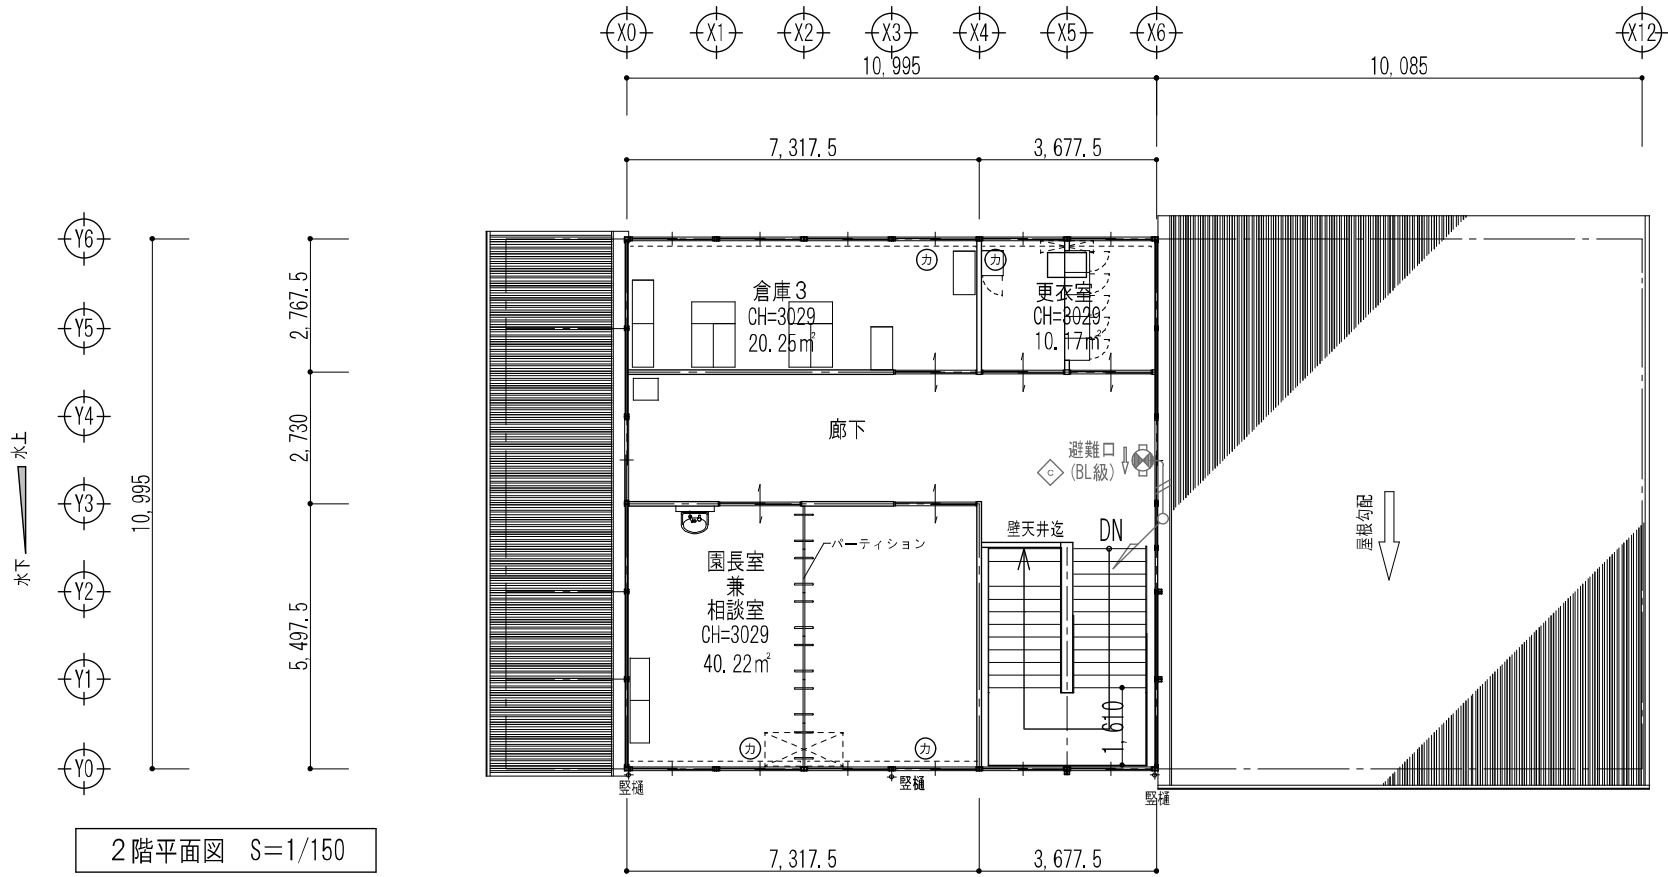 X0 X1 X2 X3 X4 X5 X6 X12
10,995 10,085
7,317.5 3,677.5
Y6
Y5
Y4
Y3
Y2
Y1
Y0
水上
水下
10,995
2,767.5
2,730
5,497.5
倉庫3
CH=3029
20.25㎡
カ
カ
更衣室
CH=3029
10.17㎡
廊下
避難口
(BL級)
C
壁天井迄
DN
パーティション
園長室
兼
相談室
CH=3029
40.22㎡
1,610
カ
カ
屋根勾配
竪樋
竪樋
竪樋
7,317.5 3,677.5
2階平面図 S=1/150